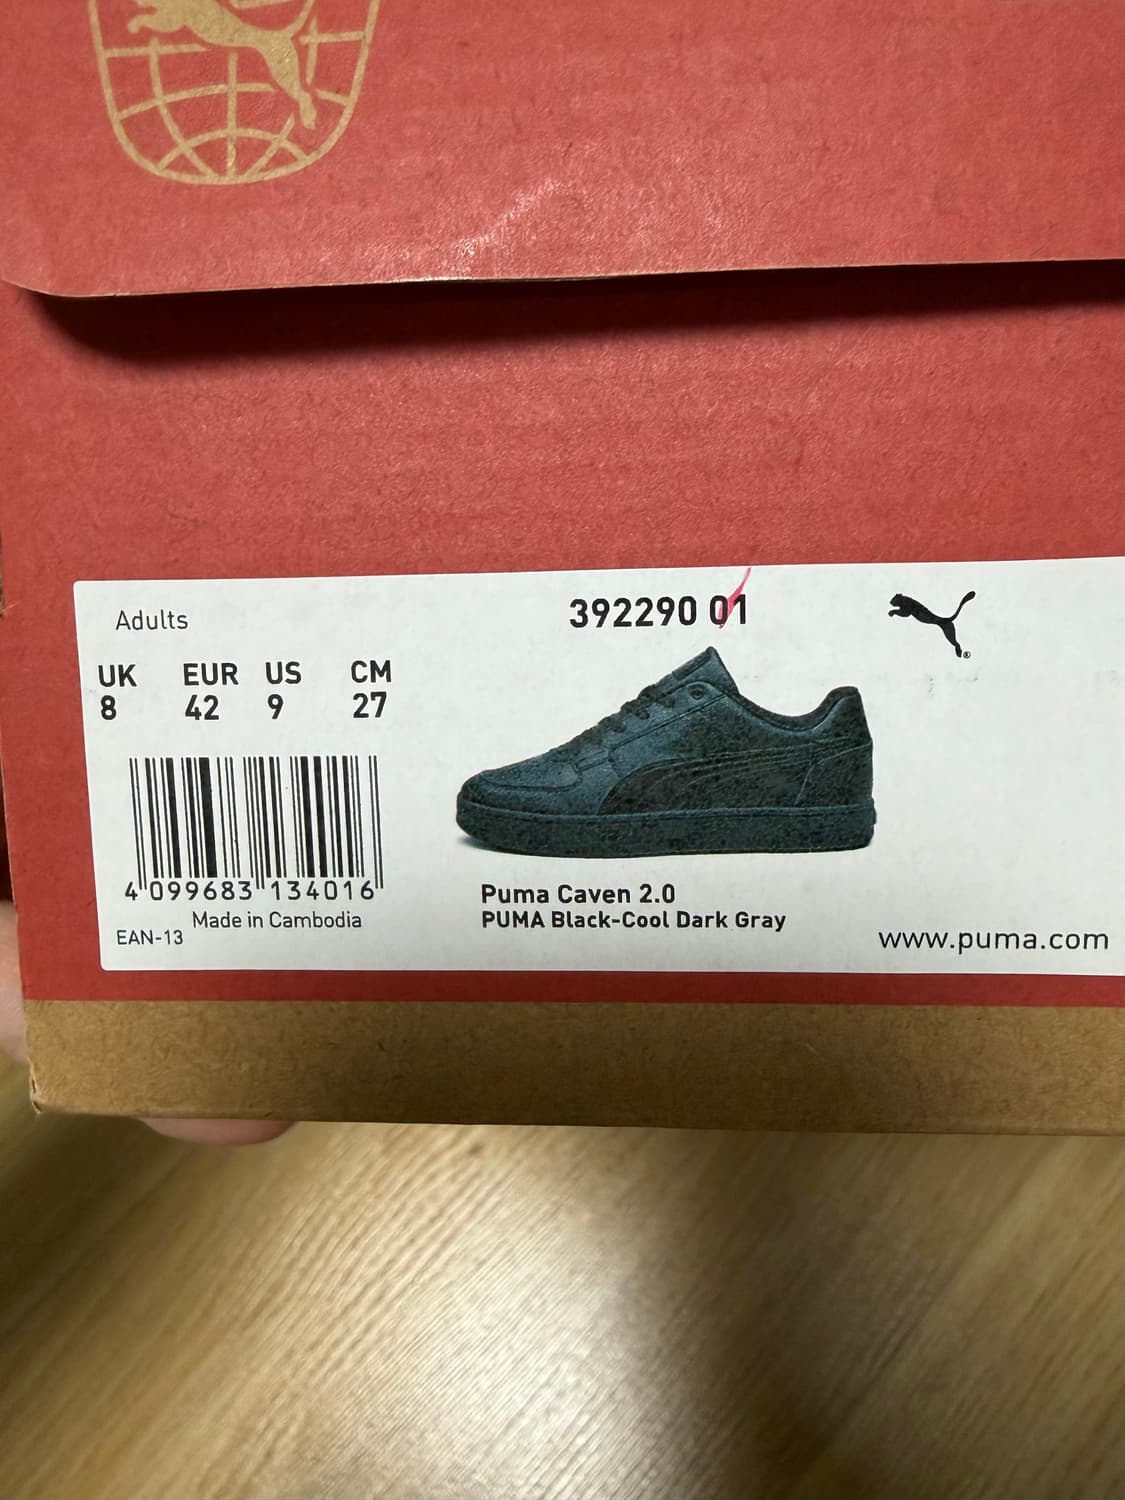 Adults
392290 01
UK EUR US CM
8 42 9 27
4 099683 134016
Made in Cambodia
EAN-13
Puma Caven 2.0
PUMA Black-Cool Dark Gray
www.puma.com